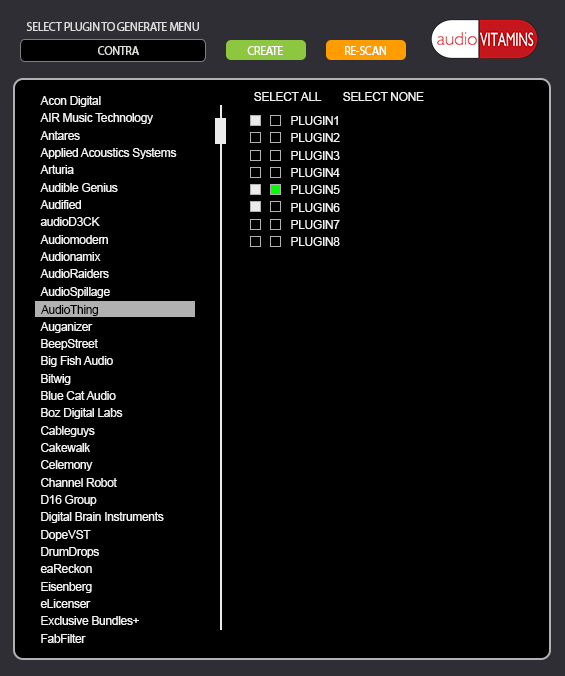 SELECT PLUGIN TO GENERATE MENU
CONTRA
CREATE
RE-SCAN
audioVITAMINS
SELECT ALL SELECT NONE
Acon Digital
AIR Music Technology
Antares
Applied Acoustics Systems
Arturia
Audible Genius
Audified
audioD3CK
Audiomodern
Audionamix
AudioRaiders
AudioSpillage
AudioThing
Auganizer
BeepStreet
Big Fish Audio
Bitwig
Blue Cat Audio
Boz Digital Labs
Cableguys
Cakewalk
Celemony
Channel Robot
D16 Group
Digital Brain Instruments
DopeVST
DrumDrops
eaReckon
Eisenberg
eLicenser
Exclusive Bundles+
FabFilter
PLUGIN1
PLUGIN2
PLUGIN3
PLUGIN4
PLUGIN5
PLUGIN6
PLUGIN7
PLUGIN8